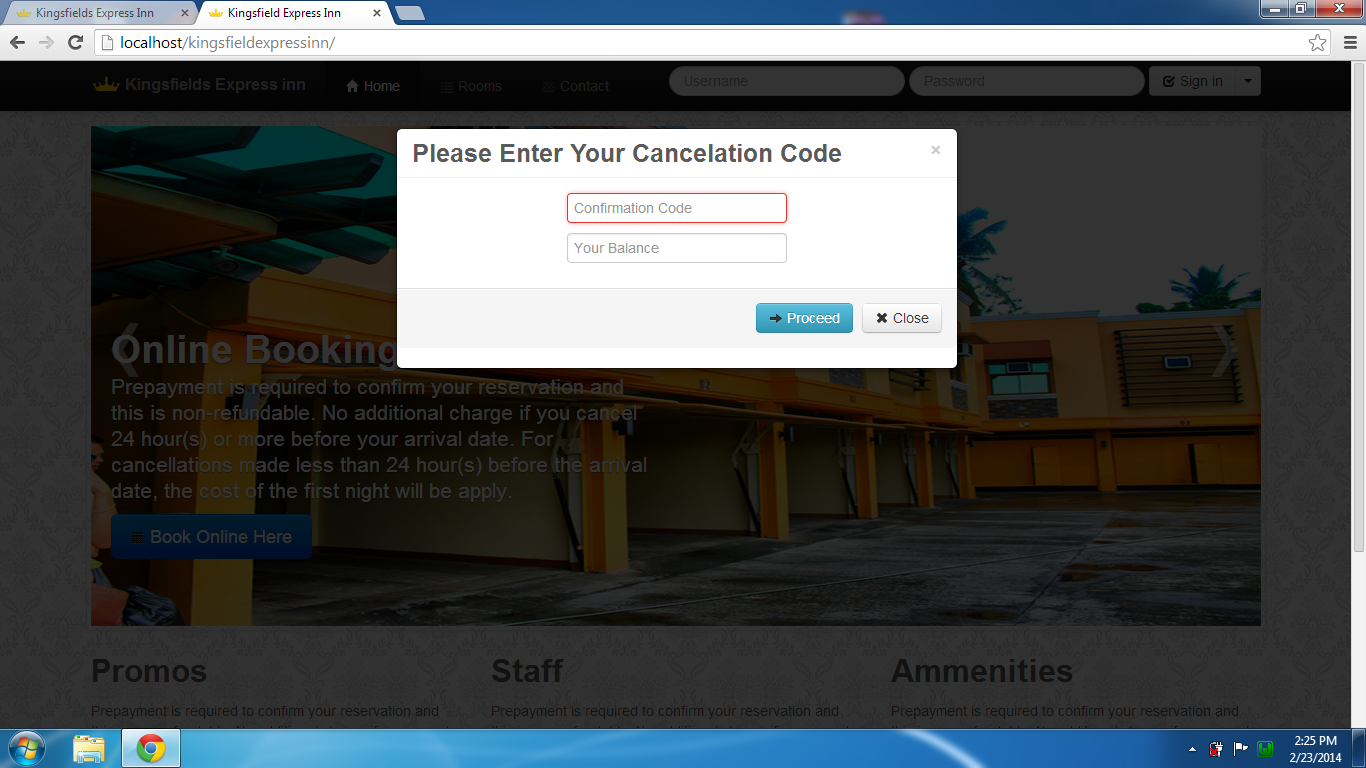 Kingsfields Express Inn
Kingsfield Express Inn
localhost/kingsfieldexpressinn/
Kingsfields Express inn
Home
Rooms
Contact
Username
Password
Sign in
Please Enter Your Cancelation Code
×
Confirmation Code
Your Balance
Proceed
Close
Online Booking
Prepayment is required to confirm your reservation and
this is non-refundable. No additional charge if you cancel
24 hour(s) or more before your arrival date. For
cancellations made less than 24 hour(s) before the arrival
date, the cost of the first night will be apply.
Book Online Here
Promos
Prepayment is required to confirm your reservation and
Staff
Prepayment is required to confirm your reservation and
Ammenities
Prepayment is required to confirm your reservation and
2:25 PM
2/23/2014